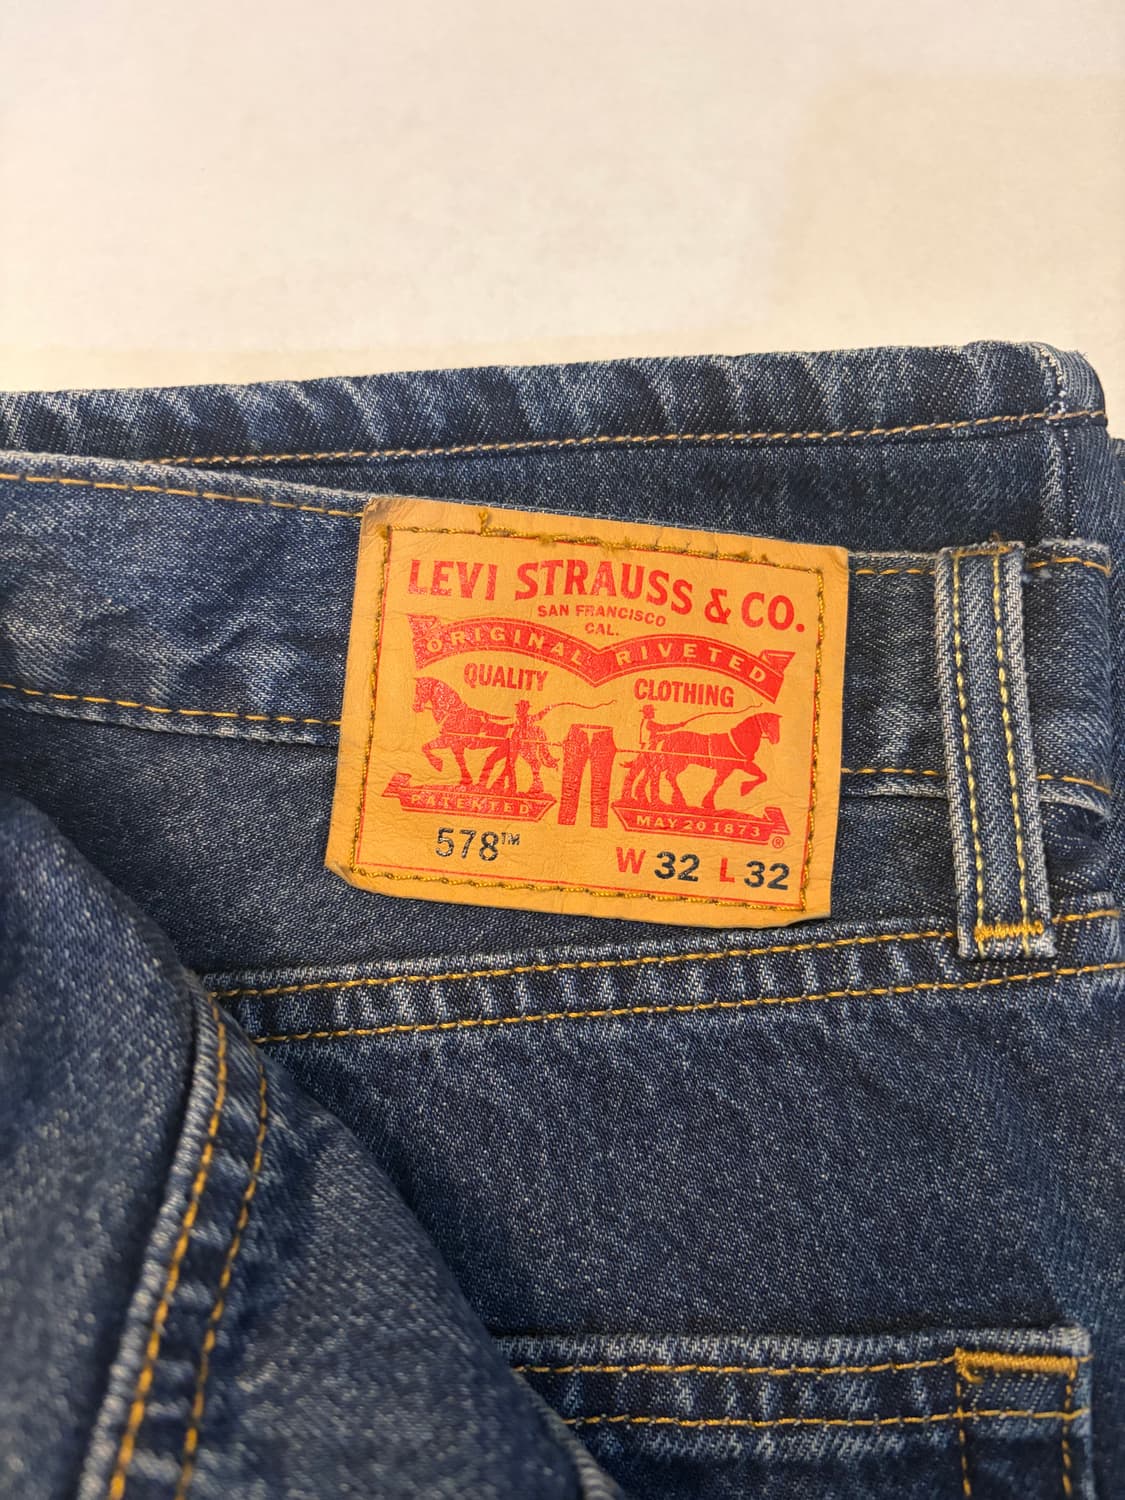 LEVI STRAUSS & CO.
SAN FRANCISCO
CAL.
ORIGINAL RIVETED
QUALITY CLOTHING
PATENTED MAY 20 1873 ®
578™ W 32 L 32